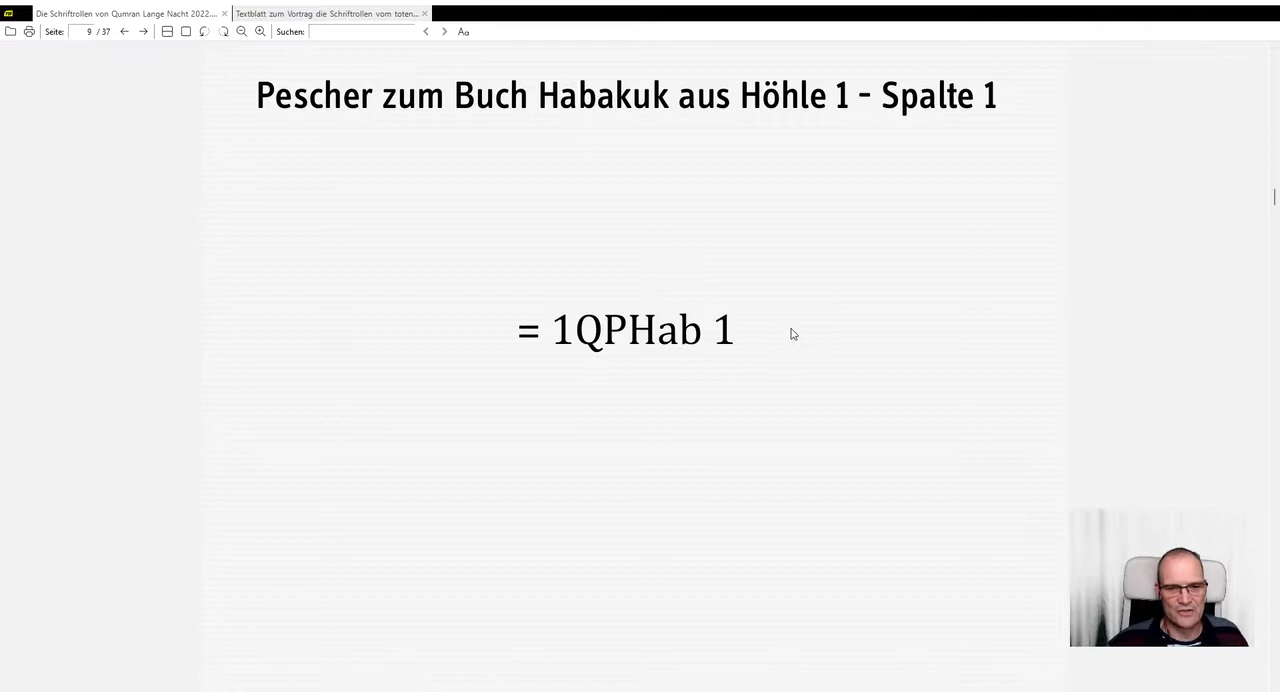 Die Schriftrollen von Qumran Lange Nacht 2022.... × Textblatt zum Vortrag die Schriftrollen vom toten... ×
Seite: 9 / 37 Suchen: Aa
Pescher zum Buch Habakuk aus Höhle 1 - Spalte 1
= 1QPHab 1